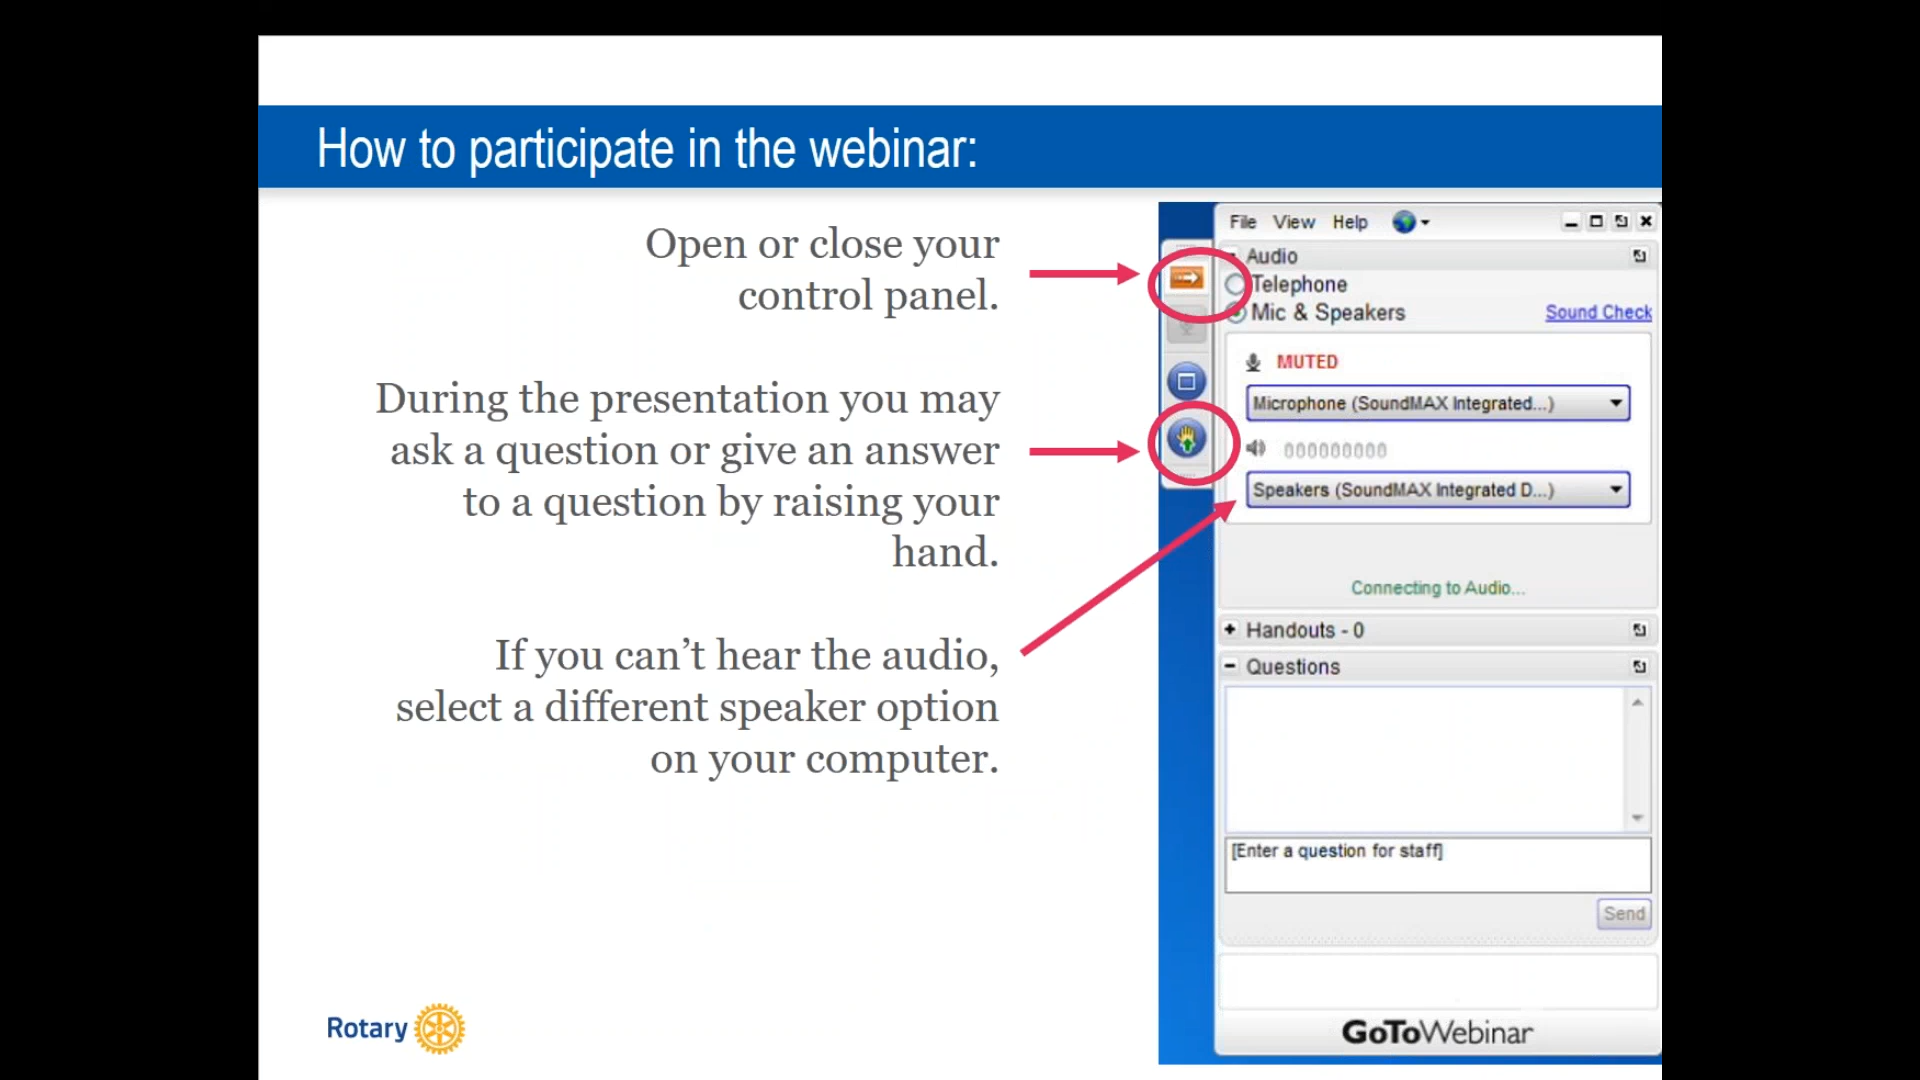 How to participate in the webinar:
Open or close your
control panel.
During the presentation you may
ask a question or give an answer
to a question by raising your
hand.
If you can’t hear the audio,
select a different speaker option
on your computer.
Rotary
File View Help
Audio
Telephone
Mic & Speakers Sound Check
MUTED
Microphone (SoundMAX Integrated...)
000000000
Speakers (SoundMAX Integrated D...)
Connecting to Audio...
Handouts - 0
Questions
[Enter a question for staff]
Send
GoToWebinar